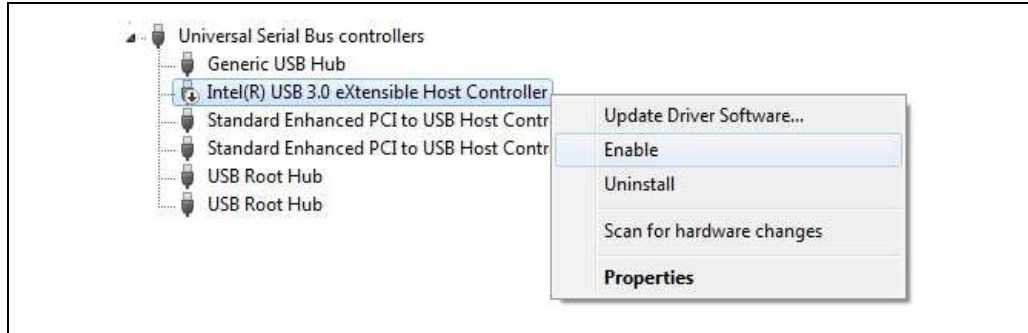 Universal Serial Bus controllers
Generic USB Hub
Intel(R) USB 3.0 eXtensible Host Controller
Standard Enhanced PCI to USB Host Contr
Standard Enhanced PCI to USB Host Contr
USB Root Hub
USB Root Hub
Update Driver Software...
Enable
Uninstall
Scan for hardware changes
Properties